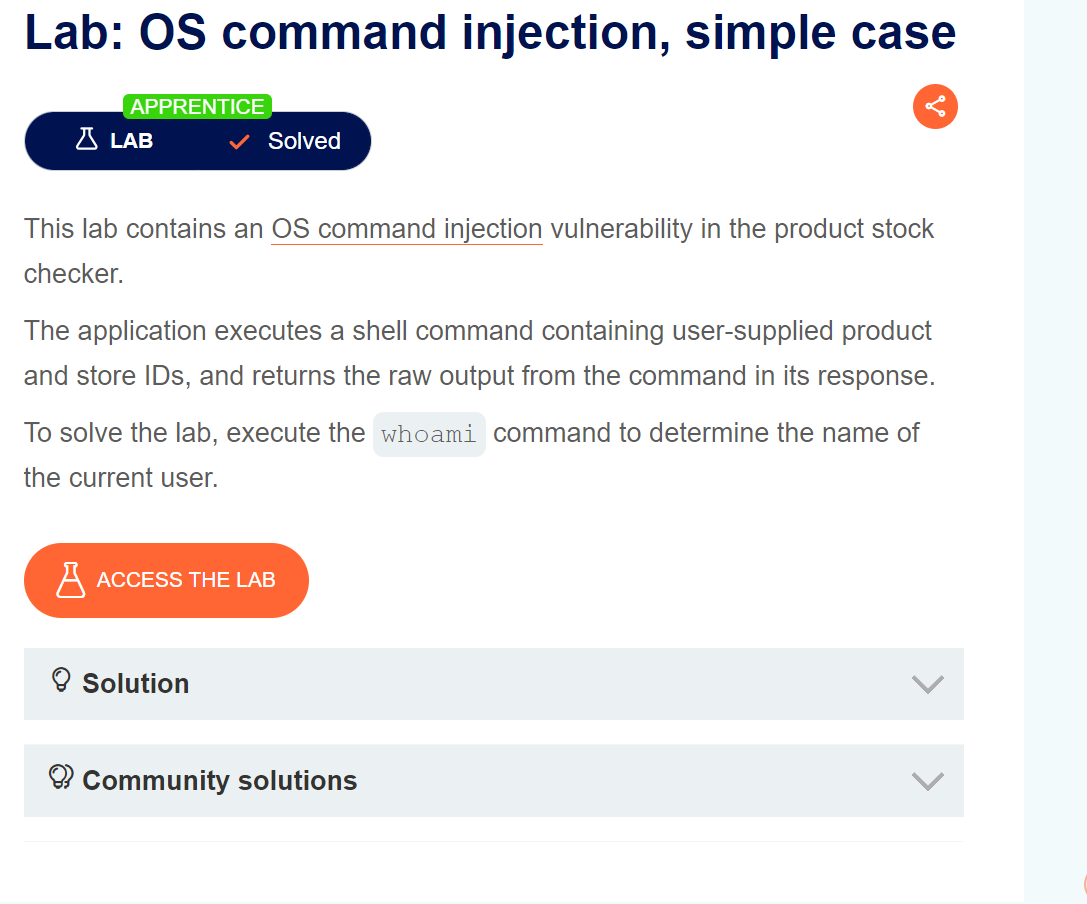 Lab: OS command injection, simple case
APPRENTICE
LAB Solved
This lab contains an OS command injection vulnerability in the product stock
checker.
The application executes a shell command containing user-supplied product
and store IDs, and returns the raw output from the command in its response.
To solve the lab, execute the whoami command to determine the name of
the current user.
ACCESS THE LAB
Solution
Community solutions